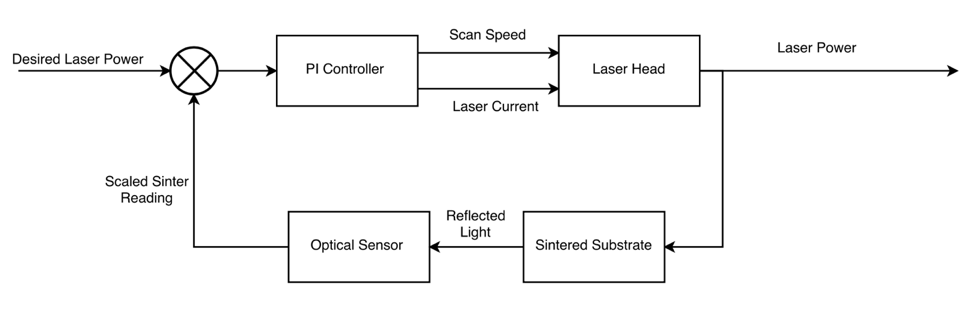 Scan Speed
Desired Laser Power
PI Controller
Laser Head
Laser Power
Laser Current
Scaled Sinter
Reading
Reflected
Light
Optical Sensor
Sintered Substrate